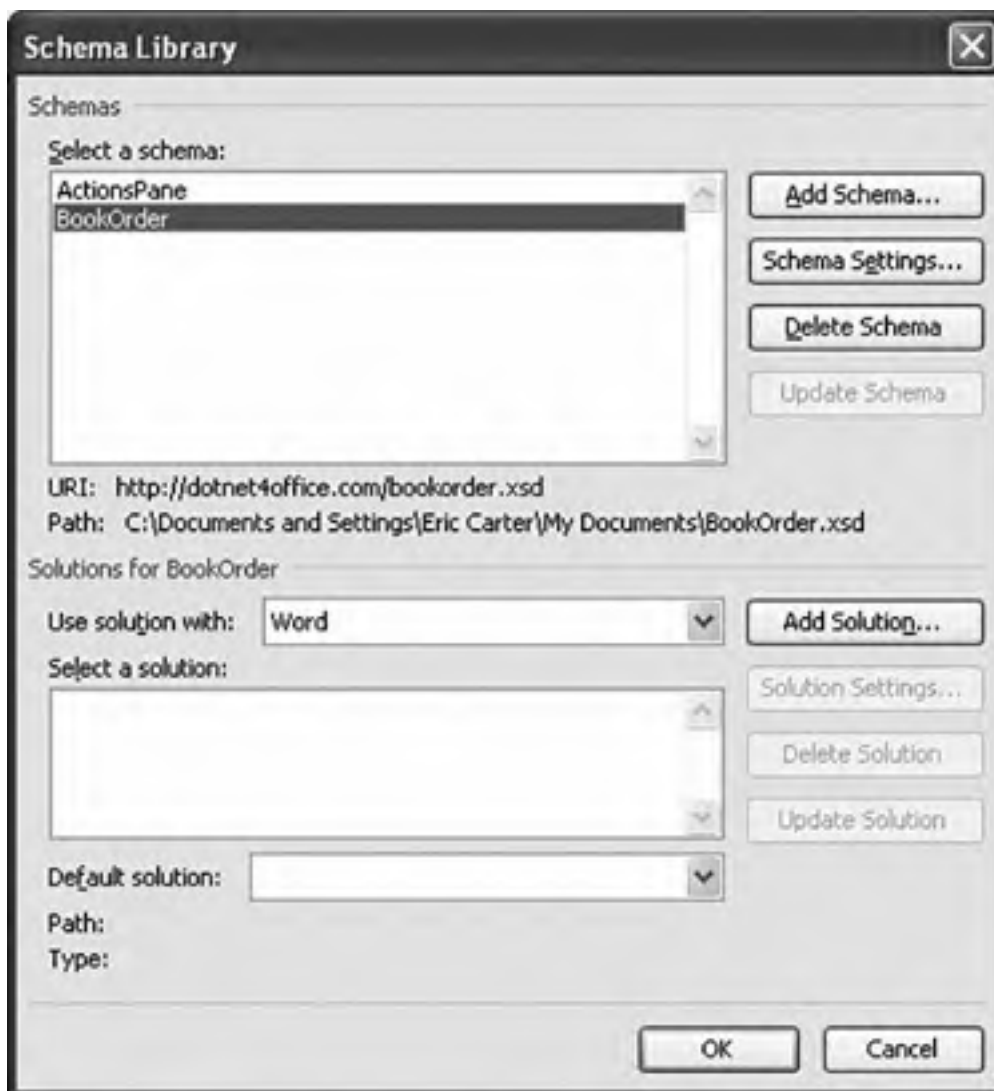 Schema Library
Schemas
Select a schema:
ActionsPane
BookOrder
Add Schema...
Schema Settings...
Delete Schema
Update Schema
URI: http://dotnet4office.com/bookorder.xsd
Path: C:\Documents and Settings\Eric Carter\My Documents\BookOrder.xsd
Solutions for BookOrder
Use solution with: Word
Add Solution...
Select a solution:
Solution Settings...
Delete Solution
Update Solution
Default solution:
Path:
Type:
OK Cancel